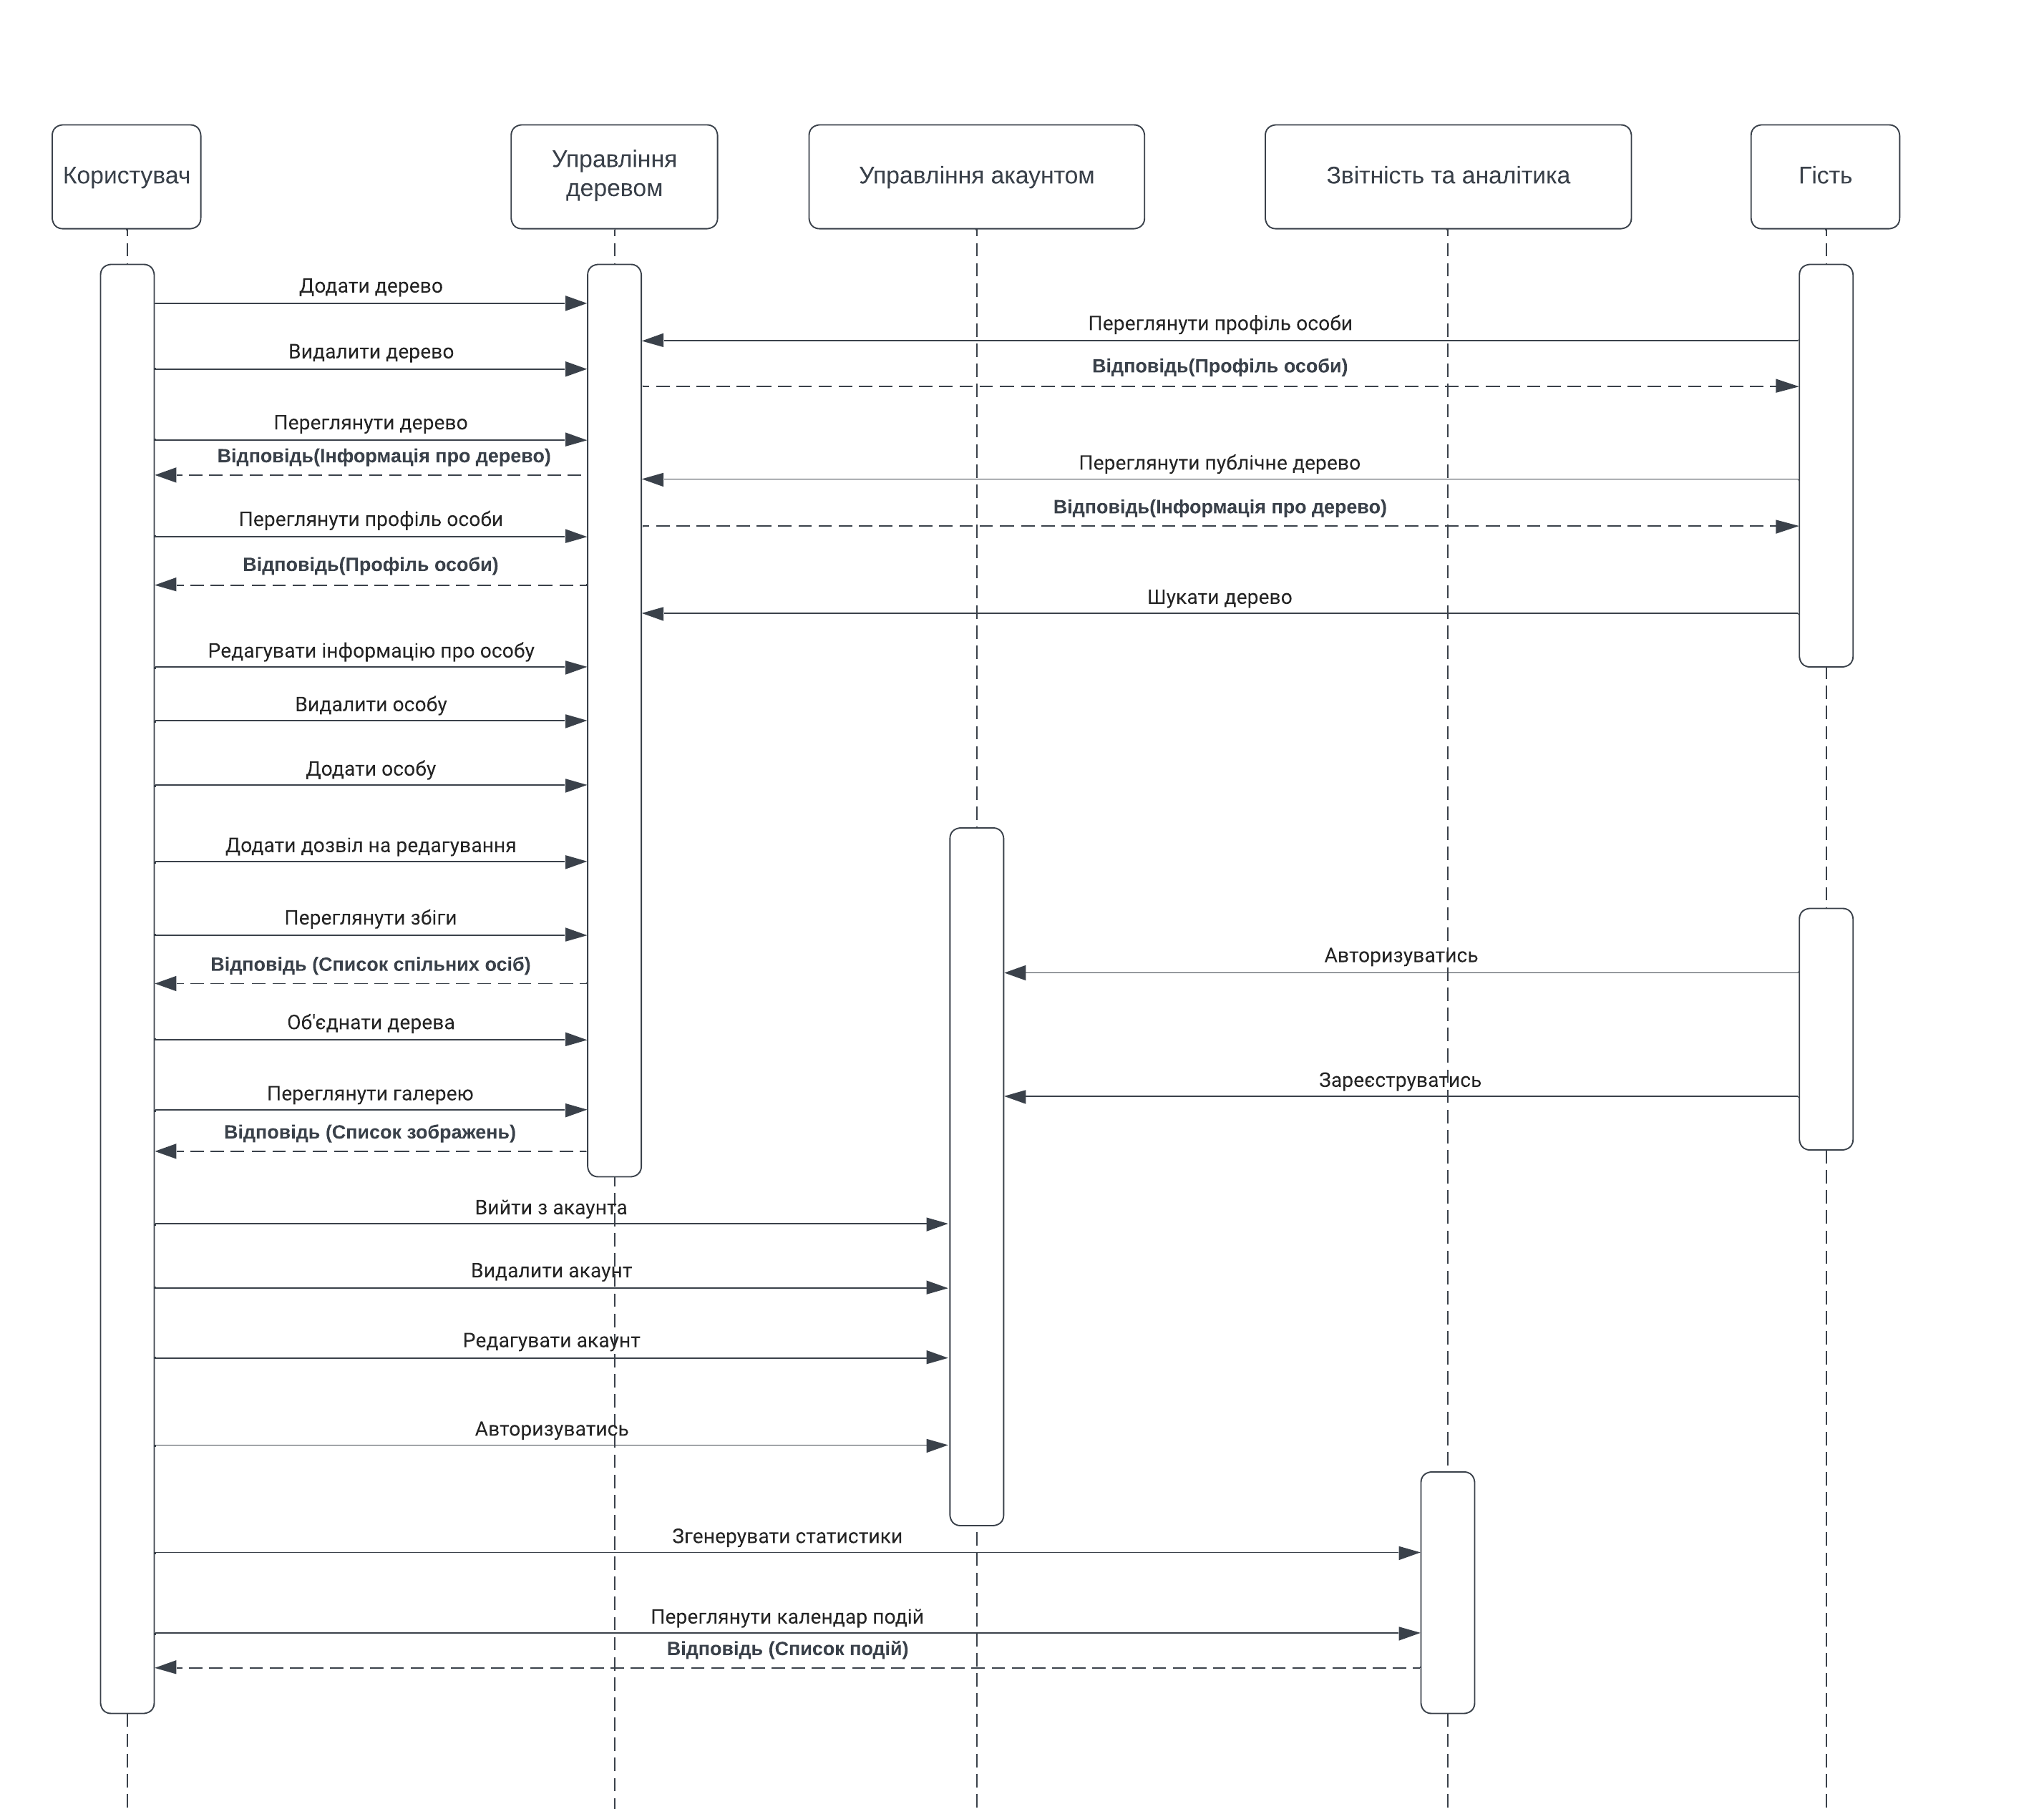 Користувач
Управління
деревом
Управління акаунтом
Звітність та аналітика
Гість
Додати дерево
Переглянути профіль особи
Видалити дерево
Відповідь(Профіль особи)
Переглянути дерево
Відповідь(Інформація про дерево)
Переглянути публічне дерево
Відповідь(Інформація про дерево)
Переглянути профіль особи
Відповідь(Профіль особи)
Шукати дерево
Редагувати інформацію про особу
Видалити особу
Додати особу
Додати дозвіл на редагування
Переглянути збіги
Авторизуватись
Відповідь (Список спільних осіб)
Об'єднати дерева
Зареєструватись
Переглянути галерею
Відповідь (Список зображень)
Вийти з акаунта
Видалити акаунт
Редагувати акаунт
Авторизуватись
Згенерувати статистики
Переглянути календар подій
Відповідь (Список подій)